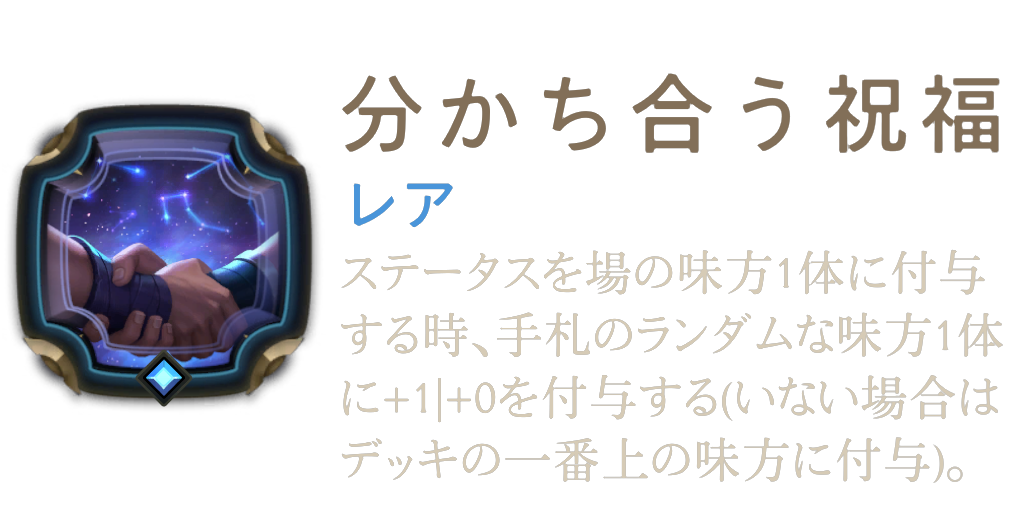 分かち合う祝福
レア
ステータスを場の味方1体に付与
する時、手札のランダムな味方1体
に+1|+0を付与する(いない場合は
デッキの一番上の味方に付与)。